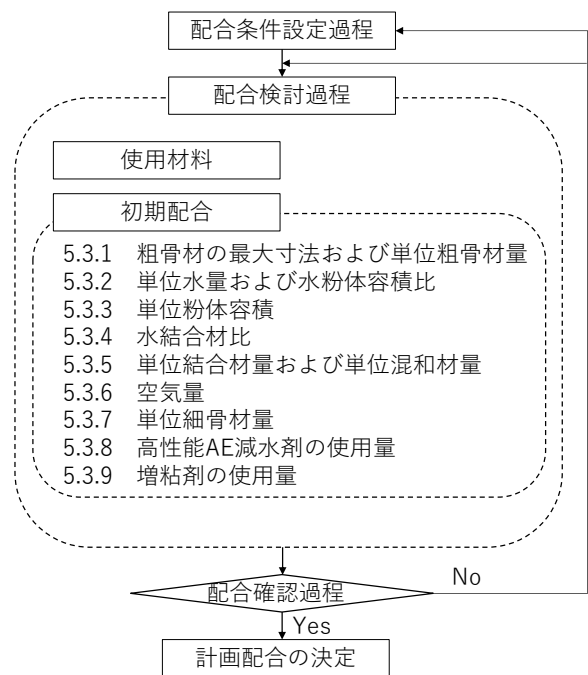 配合条件設定過程
配合検討過程
使用材料
初期配合
5.3.1 粗骨材の最大寸法および単位粗骨材量
5.3.2 単位水量および水粉体容積比
5.3.3 単位粉体容積
5.3.4 水結合材比
5.3.5 単位結合材量および単位混和材量
5.3.6 空気量
5.3.7 単位細骨材量
5.3.8 高性能AE減水剤の使用量
5.3.9 増粘剤の使用量
配合確認過程
No
Yes
計画配合の決定